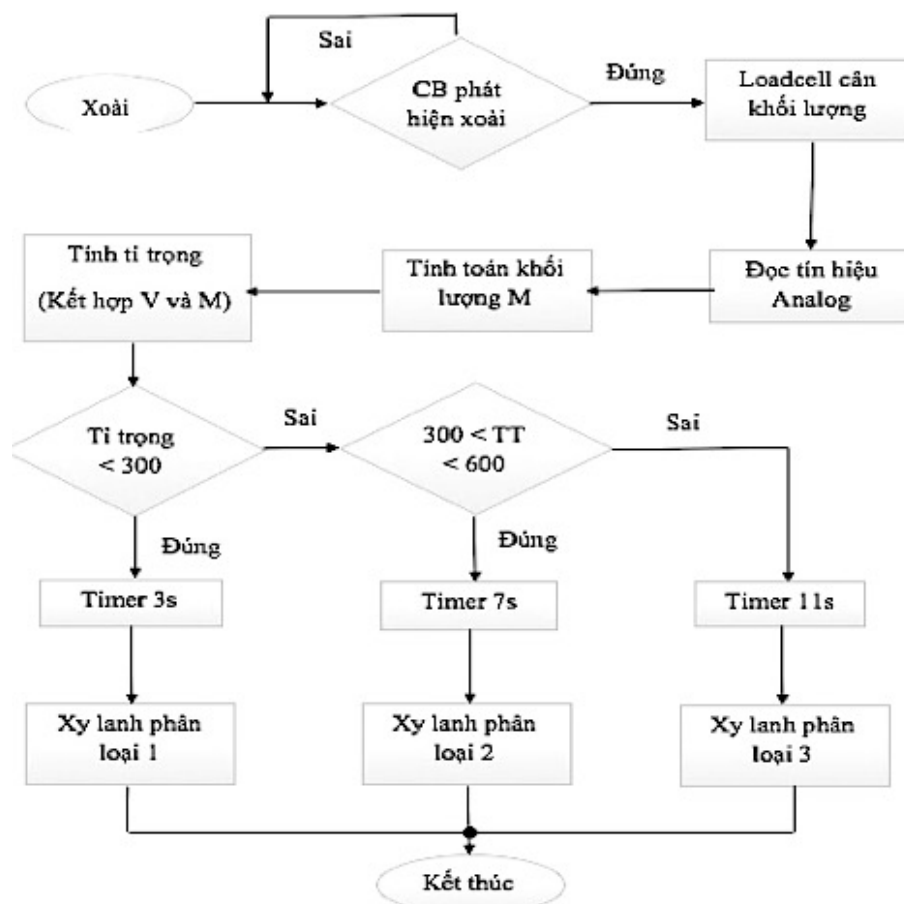 Sai
Xoài
CB phát
hiện xoài
Đúng
Loadcell cân
khối lượng
Tính tỉ trọng
(Kết hợp V và M)
Tính toán khối
lượng M
Đọc tín hiệu
Analog
Tỉ trọng
< 300
Sai
300 < TT
< 600
Sai
Đúng
Đúng
Timer 3s
Timer 7s
Timer 11s
Xy lanh phân
loại 1
Xy lanh phân
loại 2
Xy lanh phân
loại 3
Kết thúc